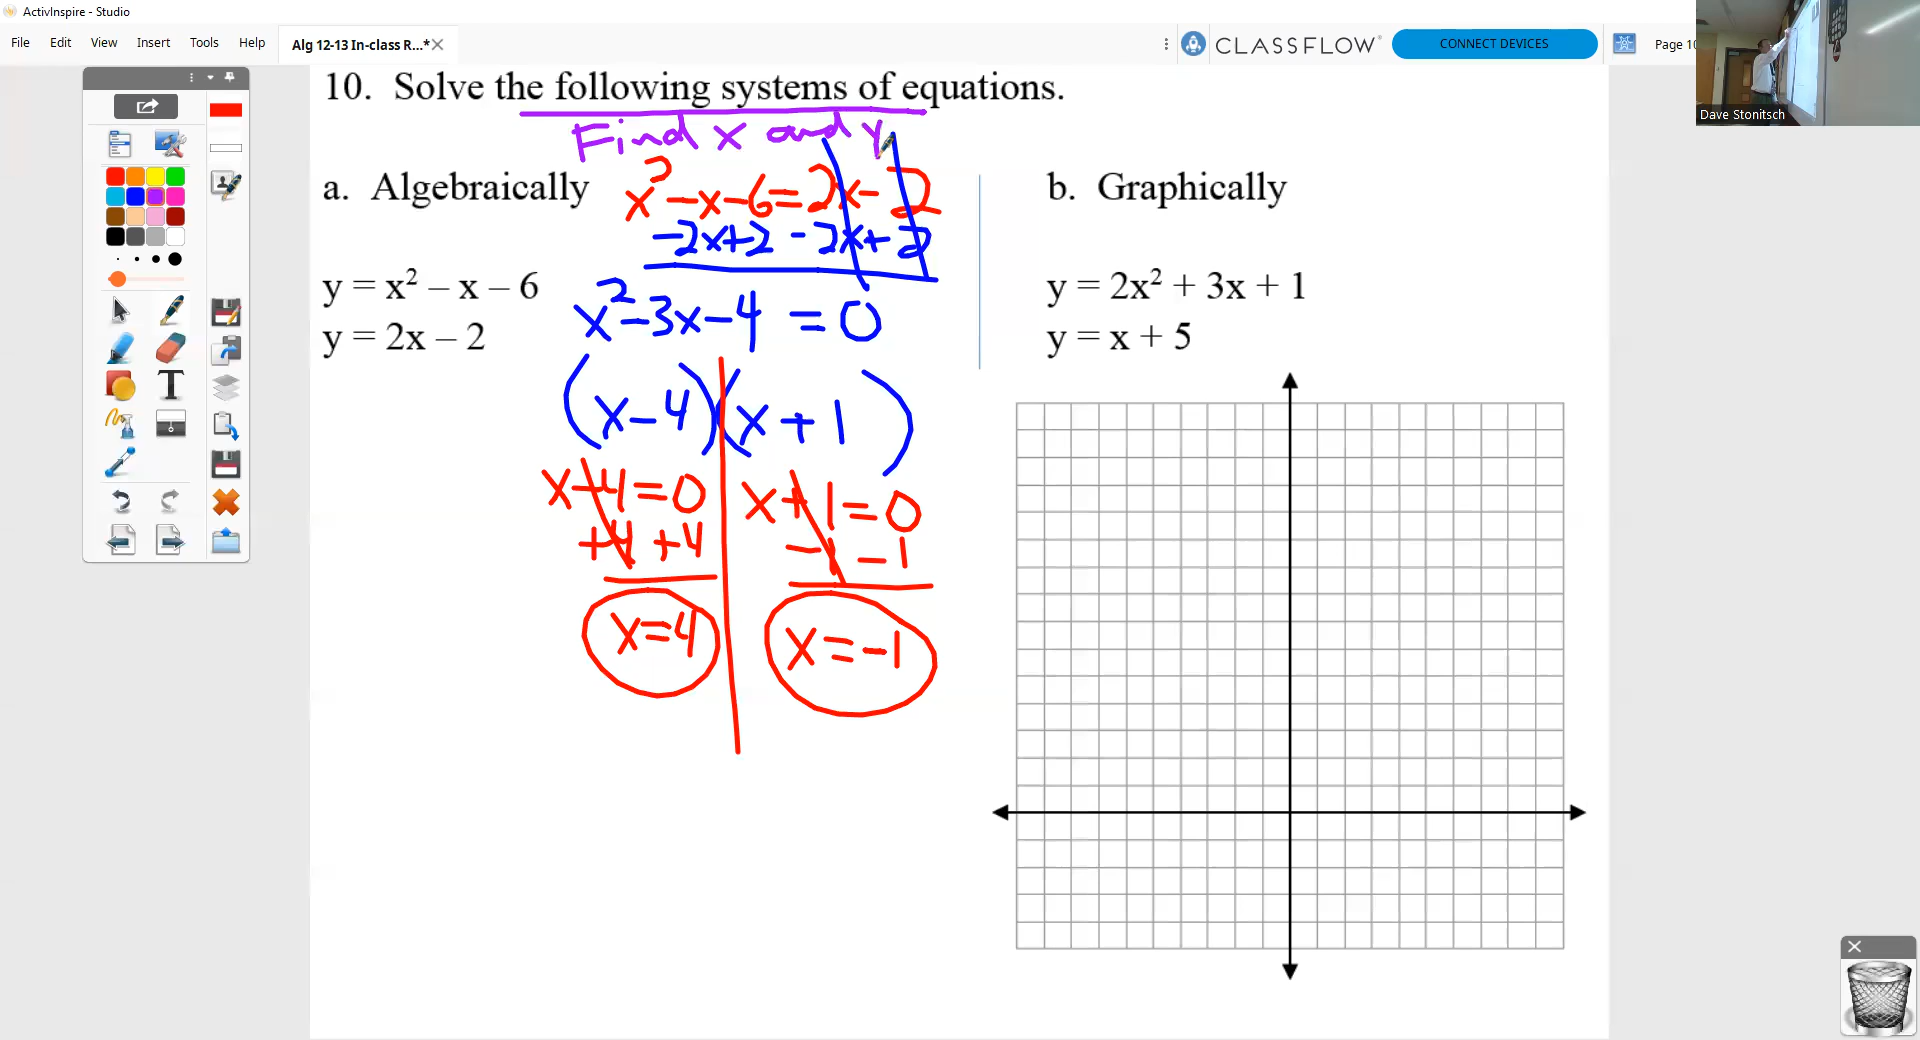 ActivInspire - Studio
File Edit View Insert Tools Help
Alg 12-13 In-class R...*
CLASSFLOW
CONNECT DEVICES
Page 10
Dave Stonitsch
10. Solve the following systems of equations.
Find x and y
a. Algebraically
x² - x - 6 = 2x - 2
-2x + 2 - 2x + 2
y = x² – x – 6
y = 2x – 2
x² - 3x - 4 = 0
(x - 4)(x + 1)
x - 4 = 0
+4 +4
x = 4
x + 1 = 0
-1 -1
x = -1
b. Graphically
y = 2x² + 3x + 1
y = x + 5